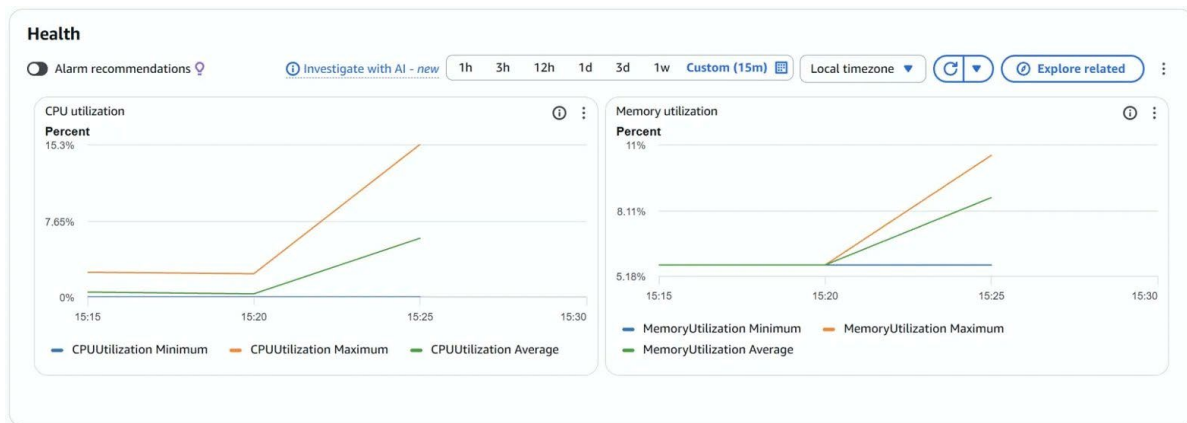 Health
Alarm recommendations
Investigate with AI - new
1h 3h 12h 1d 3d 1w Custom (15m)
Local timezone
Explore related
CPU utilization
Percent
15.3%
7.65%
0%
15:15 15:20 15:25 15:30
CPUUtilization Minimum CPUUtilization Maximum CPUUtilization Average
Memory utilization
Percent
11%
8.11%
5.18%
15:15 15:20 15:25 15:30
MemoryUtilization Minimum MemoryUtilization Maximum
MemoryUtilization Average